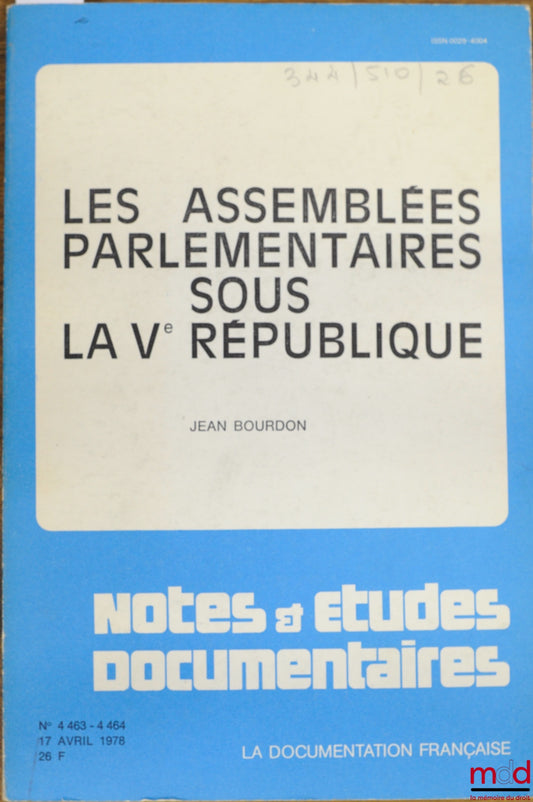 ISSN 0029-4004
344/510/26
LES ASSEMBLÉES
PARLEMENTAIRES
SOUS
LA Ve RÉPUBLIQUE
JEAN BOURDON
Notes & Etudes
Documentaires
N° 4 463 - 4 464
17 AVRIL 1978
26 F
LA DOCUMENTATION FRANÇAISE
mdd
la mémoire du droit